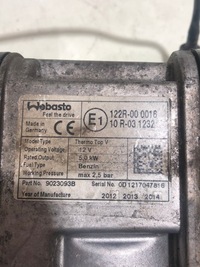 Webasto
Feel the drive
E1
122R-00 0016
10 R-03 1232
Made in
Germany
CE
Model Type Thermo Top V
Operating Voltage 12 V
Rated Output 5,0 kW
Fuel Type Benzin
Working Pressure max 2,5 bar
Part No. 9023093B Serial No. 0D1217047816
Year of Manufacture 2012 2013 2014